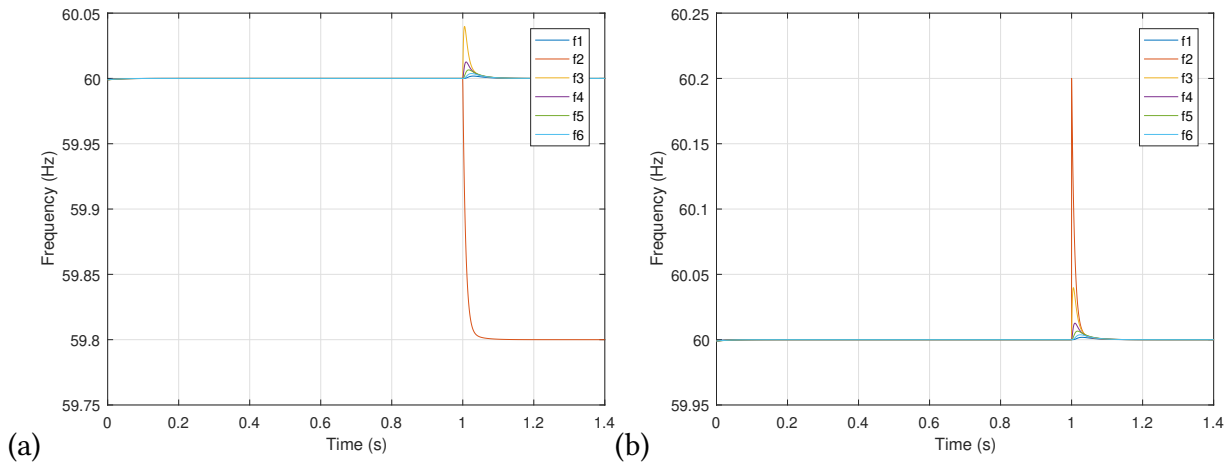 60.05
60
59.95
59.9
59.85
59.8
59.75
Frequency (Hz)
0 0.2 0.4 0.6 0.8 1 1.2 1.4
Time (s)
f1
f2
f3
f4
f5
f6
(a)
60.25
60.2
60.15
60.1
60.05
60
59.95
Frequency (Hz)
0 0.2 0.4 0.6 0.8 1 1.2 1.4
Time (s)
f1
f2
f3
f4
f5
f6
(b)